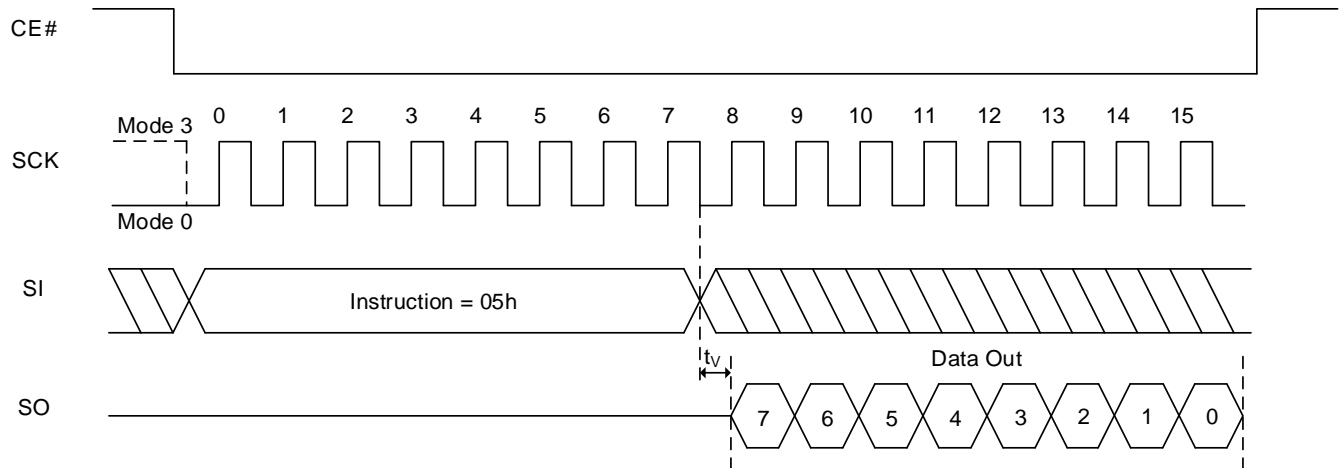 CE#
0 1 2 3 4 5 6 7 8 9 10 11 12 13 14 15
Mode 3
SCK
Mode 0
SI
Instruction = 05h
tV
Data Out
SO
7 6 5 4 3 2 1 0